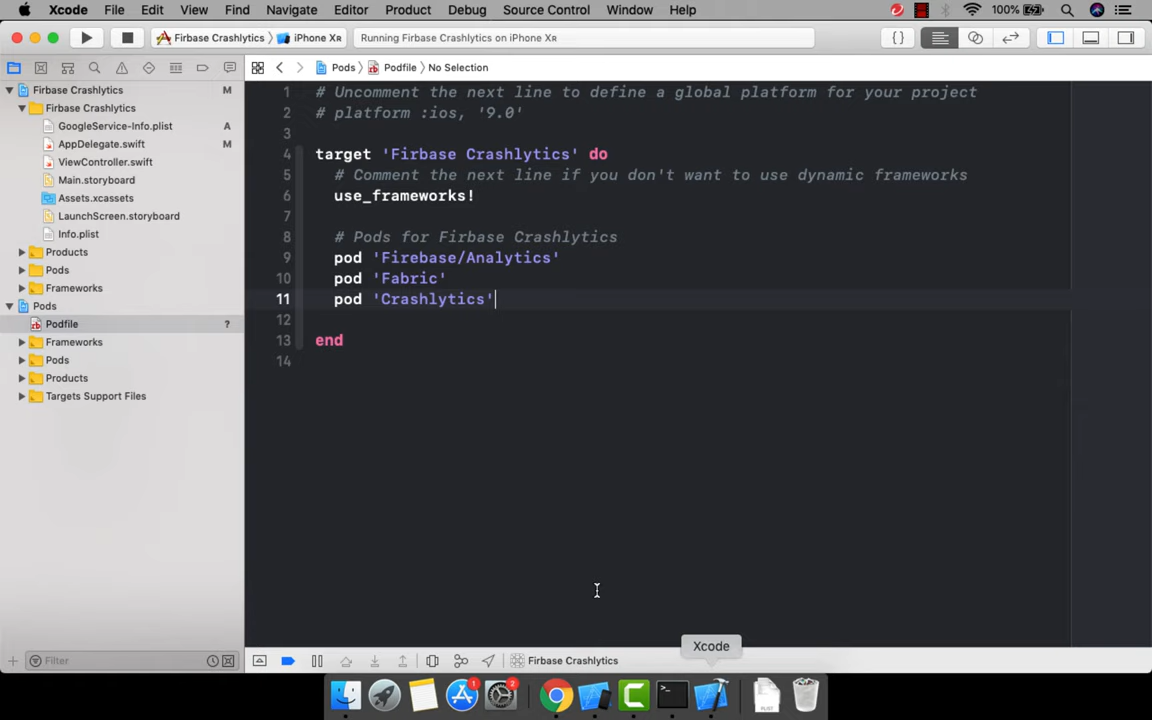 Xcode File Edit View Find Navigate Editor Product Debug Source Control Window Help 100%
Firbase Crashlytics iPhone XR Running Firbase Crashlytics on iPhone XR
Pods Podfile No Selection
Firbase Crashlytics M
Firbase Crashlytics
GoogleService-Info.plist A
AppDelegate.swift M
ViewController.swift
Main.storyboard
Assets.xcassets
LaunchScreen.storyboard
Info.plist
Products
Pods
Frameworks
Pods
Podfile ?
Frameworks
Pods
Products
Targets Support Files
1 # Uncomment the next line to define a global platform for your project
2 # platform :ios, '9.0'
3
4 target 'Firbase Crashlytics' do
5 # Comment the next line if you don't want to use dynamic frameworks
6 use_frameworks!
7
8 # Pods for Firbase Crashlytics
9 pod 'Firebase/Analytics'
10 pod 'Fabric'
11 pod 'Crashlytics'
12
13 end
14
Xcode
Filter Firbase Crashlytics
1 2 >_ PLIST